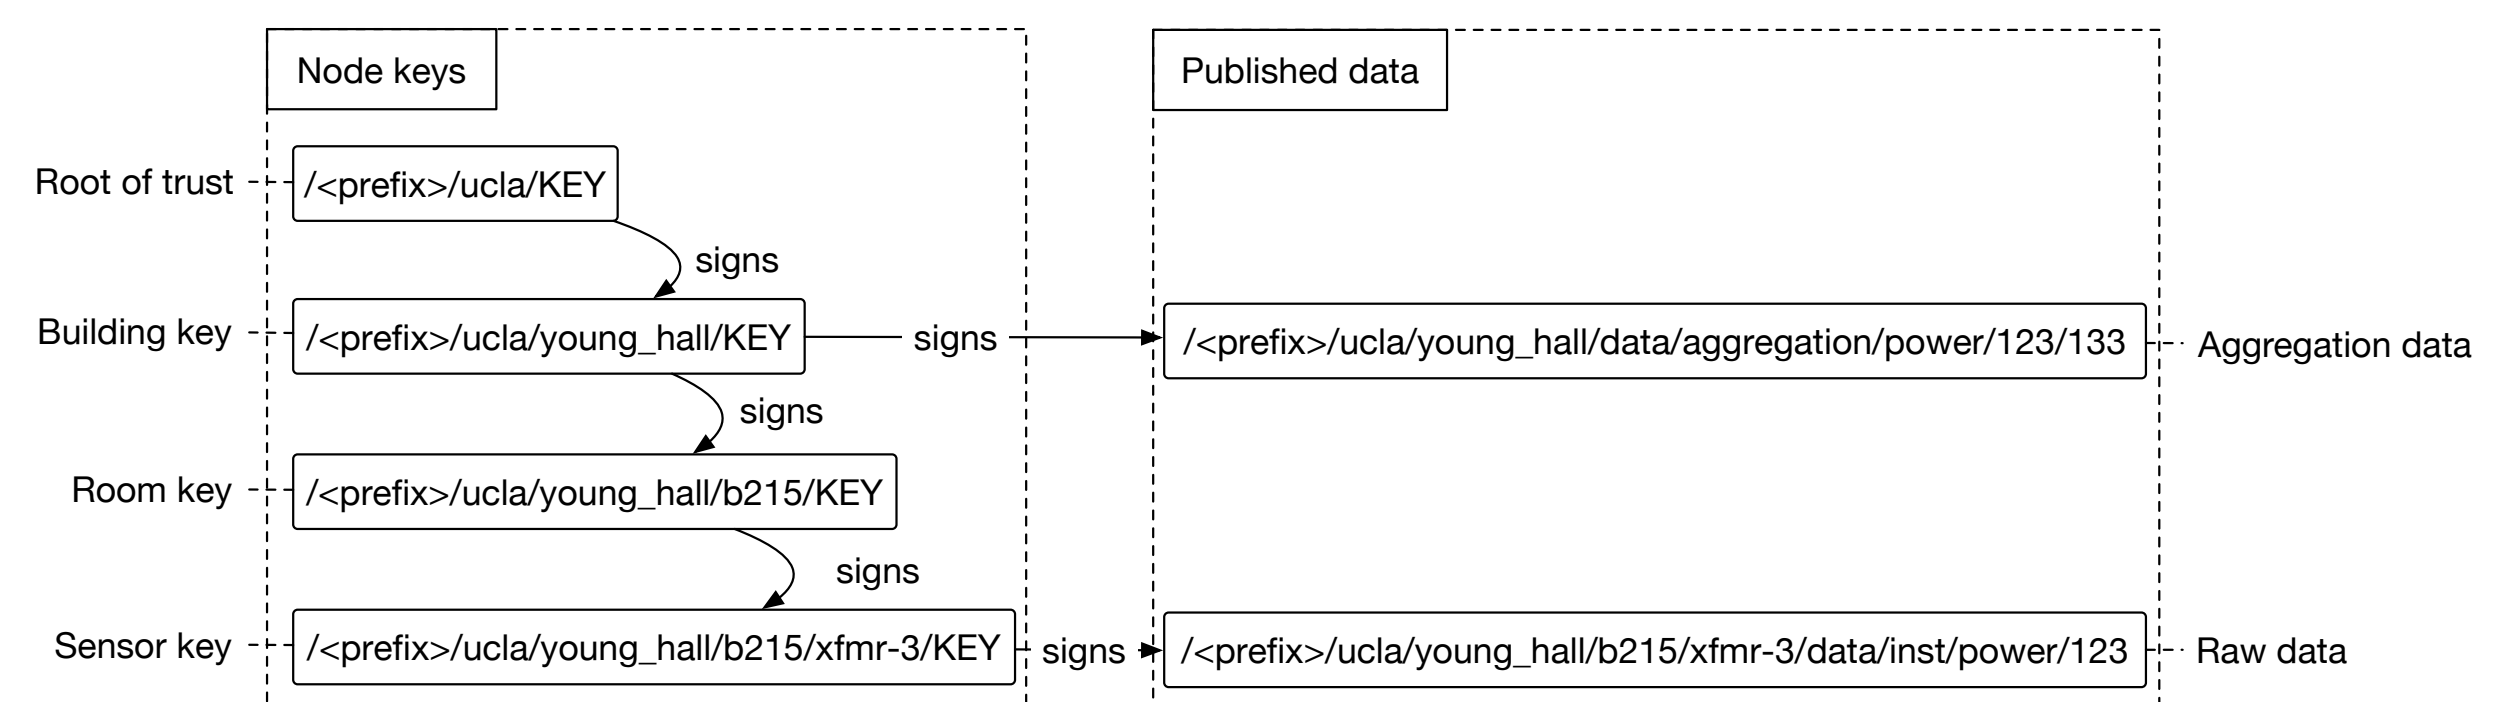 Node keys
Published data
Root of trust
/<prefix>/ucla/KEY
signs
Building key
/<prefix>/ucla/young_hall/KEY
signs
/<prefix>/ucla/young_hall/data/aggregation/power/123/133
Aggregation data
signs
Room key
/<prefix>/ucla/young_hall/b215/KEY
signs
Sensor key
/<prefix>/ucla/young_hall/b215/xfmr-3/KEY
signs
/<prefix>/ucla/young_hall/b215/xfmr-3/data/inst/power/123
Raw data